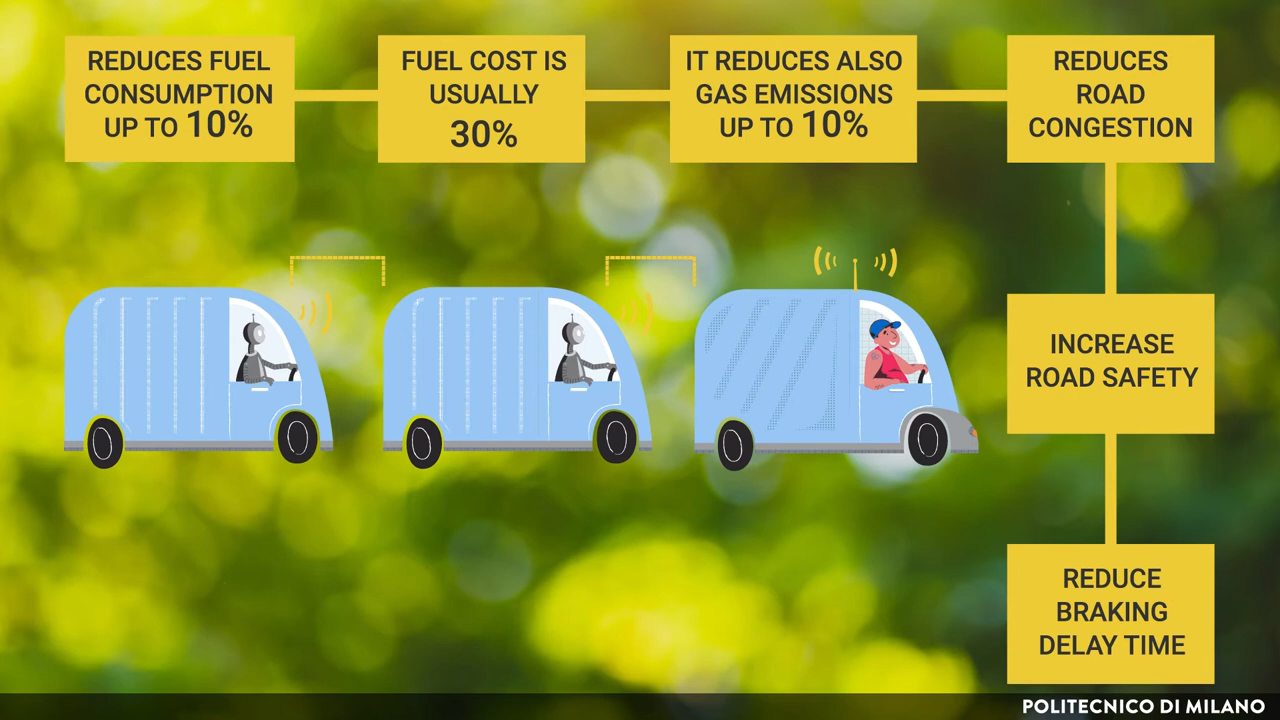 REDUCES FUEL
CONSUMPTION
UP TO 10%
FUEL COST IS
USUALLY
30%
IT REDUCES ALSO
GAS EMISSIONS
UP TO 10%
REDUCES
ROAD
CONGESTION
INCREASE
ROAD SAFETY
REDUCE
BRAKING
DELAY TIME
POLITECNICO DI MILANO